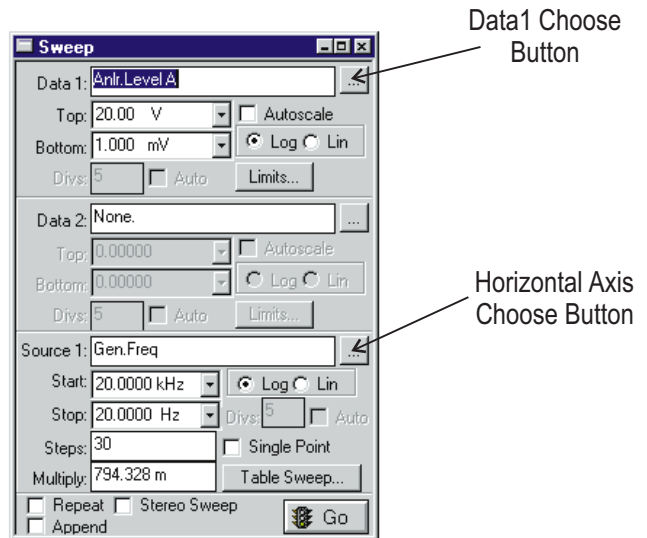 Data1 Choose
Button
Sweep
Data 1: Anlr.Level A ...
Top: 20.00 V Autoscale
Bottom: 1.000 mV Log Lin
Divs: 5 Auto Limits...
Data 2: None. ...
Top: 0.00000 Autoscale
Bottom: 0.00000 Log Lin
Divs: 5 Auto Limits...
Horizontal Axis
Choose Button
Source 1: Gen.Freq ...
Start: 20.0000 kHz Log Lin
Stop: 20.0000 Hz Divs: 5 Auto
Steps: 30 Single Point
Multiply: 794.328 m Table Sweep...
Repeat Stereo Sweep
Append Go